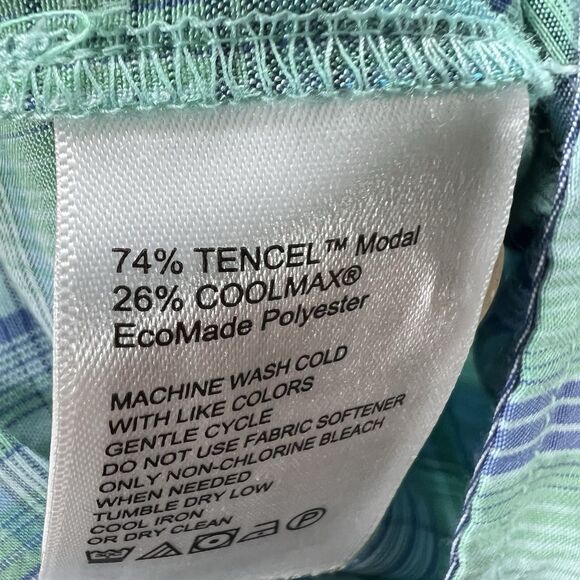 74% TENCEL™ Modal
26% COOLMAX®
EcoMade Polyester
MACHINE WASH COLD
WITH LIKE COLORS
GENTLE CYCLE
DO NOT USE FABRIC SOFTENER
ONLY NON-CHLORINE BLEACH
WHEN NEEDED
TUMBLE DRY LOW
COOL IRON
OR DRY CLEAN